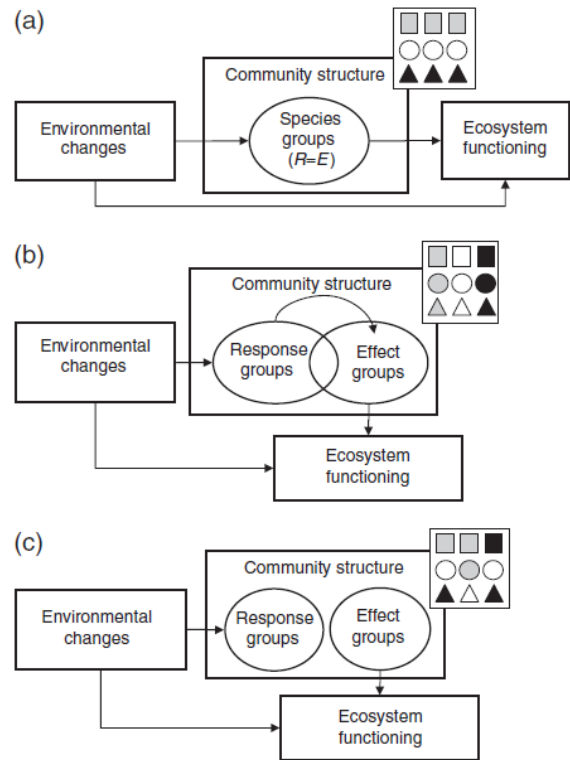 (a)
Community structure
Environmental
changes
Species
groups
(R=E)
Ecosystem
functioning
(b)
Community structure
Environmental
changes
Response
groups
Effect
groups
Ecosystem
functioning
(c)
Community structure
Environmental
changes
Response
groups
Effect
groups
Ecosystem
functioning